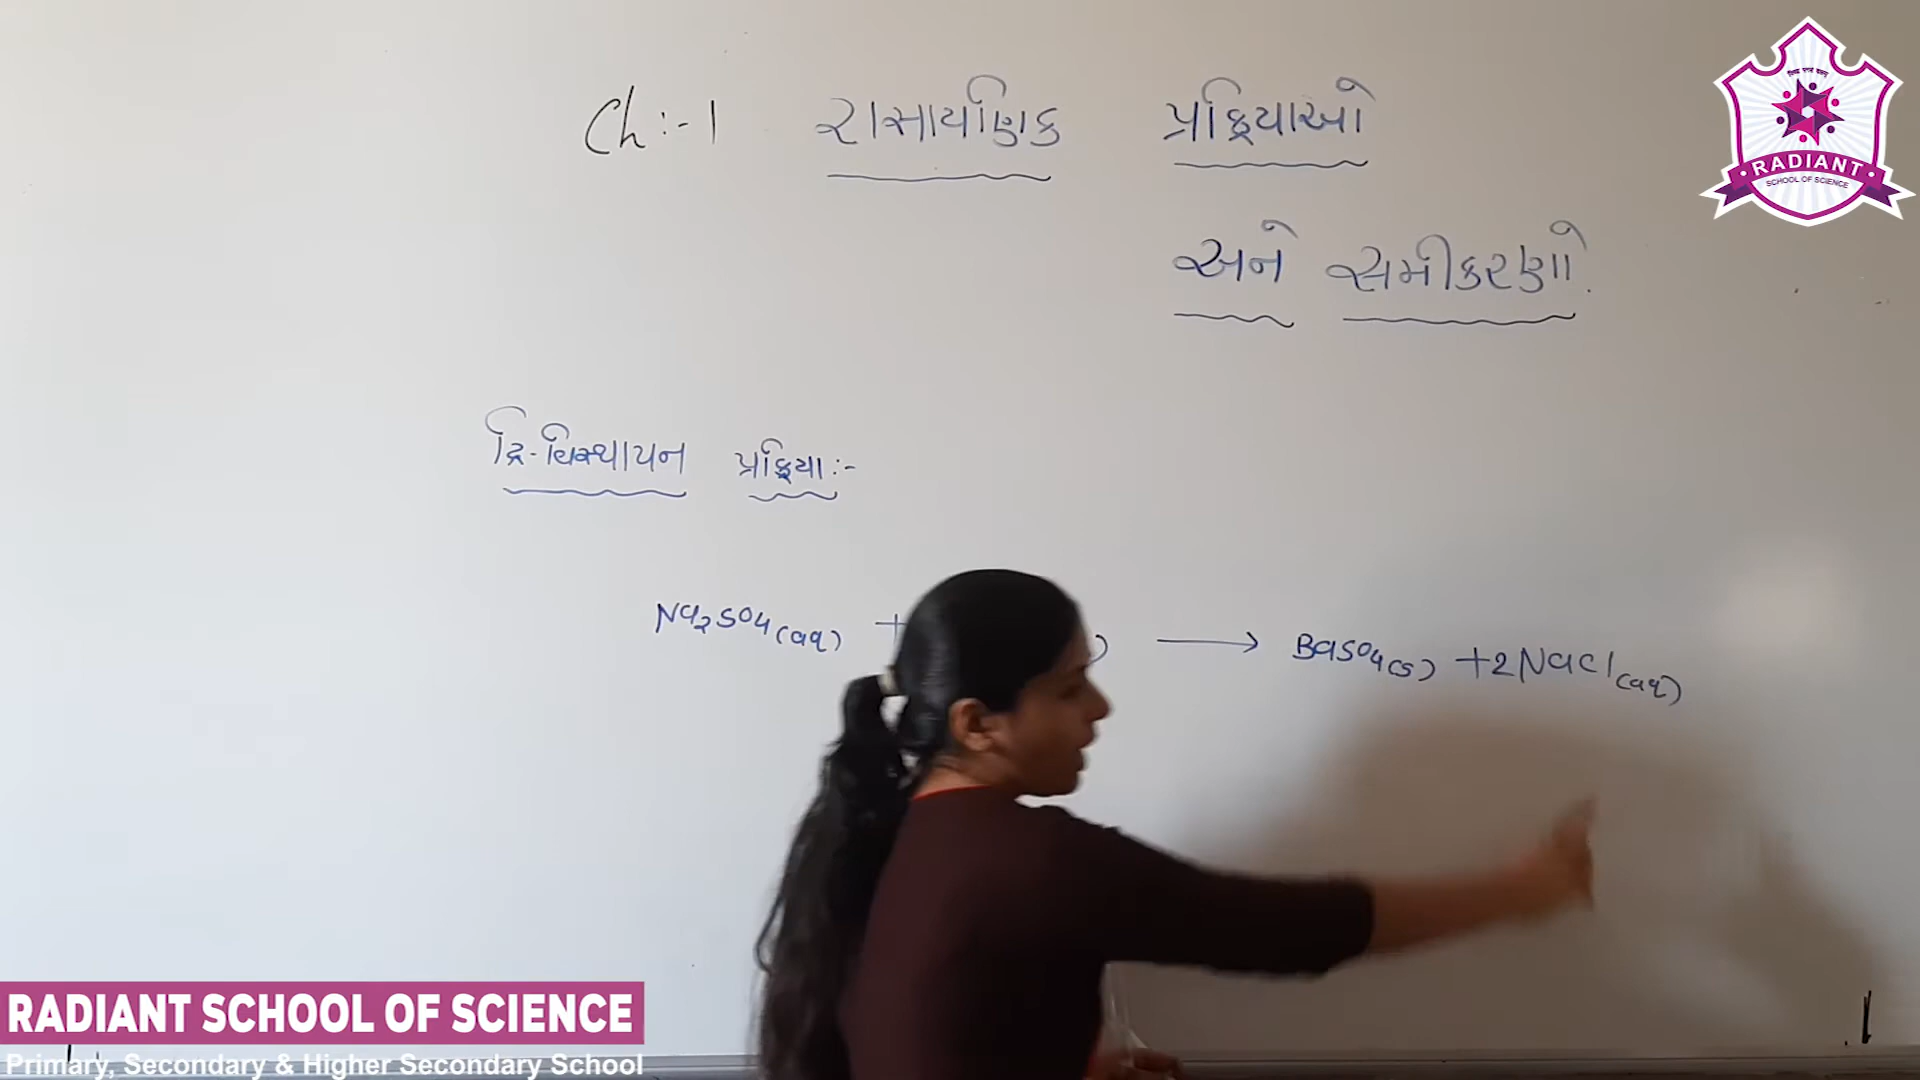 Ch:-1 રાસાયણિક પ્રક્રિયાઓ
અને સમીકરણો.
દ્વિ-વિસ્થાપન પ્રક્રિયા:-
Na2SO4(aq) + ) ⟶ BaSO4(s) +2NaCl(aq)
RADIANT
SCHOOL OF SCIENCE
RADIANT SCHOOL OF SCIENCE
Primary, Secondary & Higher Secondary School